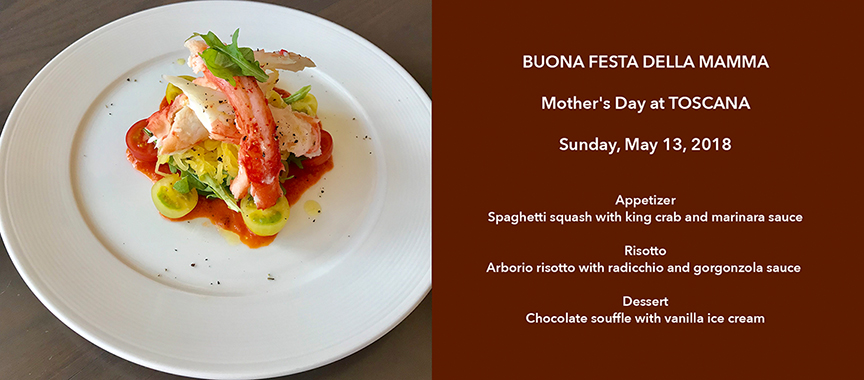 BUONA FESTA DELLA MAMMA
Mother's Day at TOSCANA
Sunday, May 13, 2018
Appetizer
Spaghetti squash with king crab and marinara sauce
Risotto
Arborio risotto with radicchio and gorgonzola sauce
Dessert
Chocolate souffle with vanilla ice cream